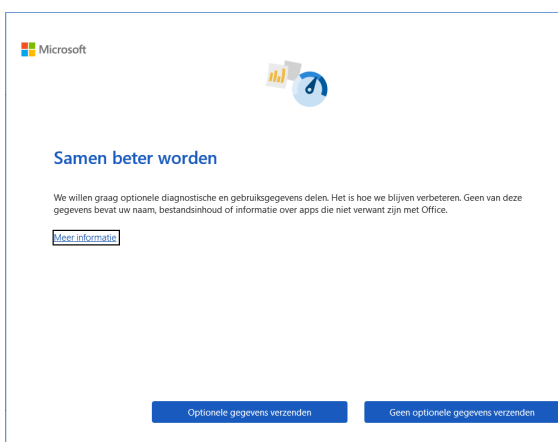 Microsoft
Samen beter worden
We willen graag optionele diagnostische en gebruiksgegevens delen. Het is hoe we blijven verbeteren. Geen van deze
gegevens bevat uw naam, bestandsinhoud of informatie over apps die niet verwant zijn met Office.
Meer informatie
Optionele gegevens verzenden
Geen optionele gegevens verzenden